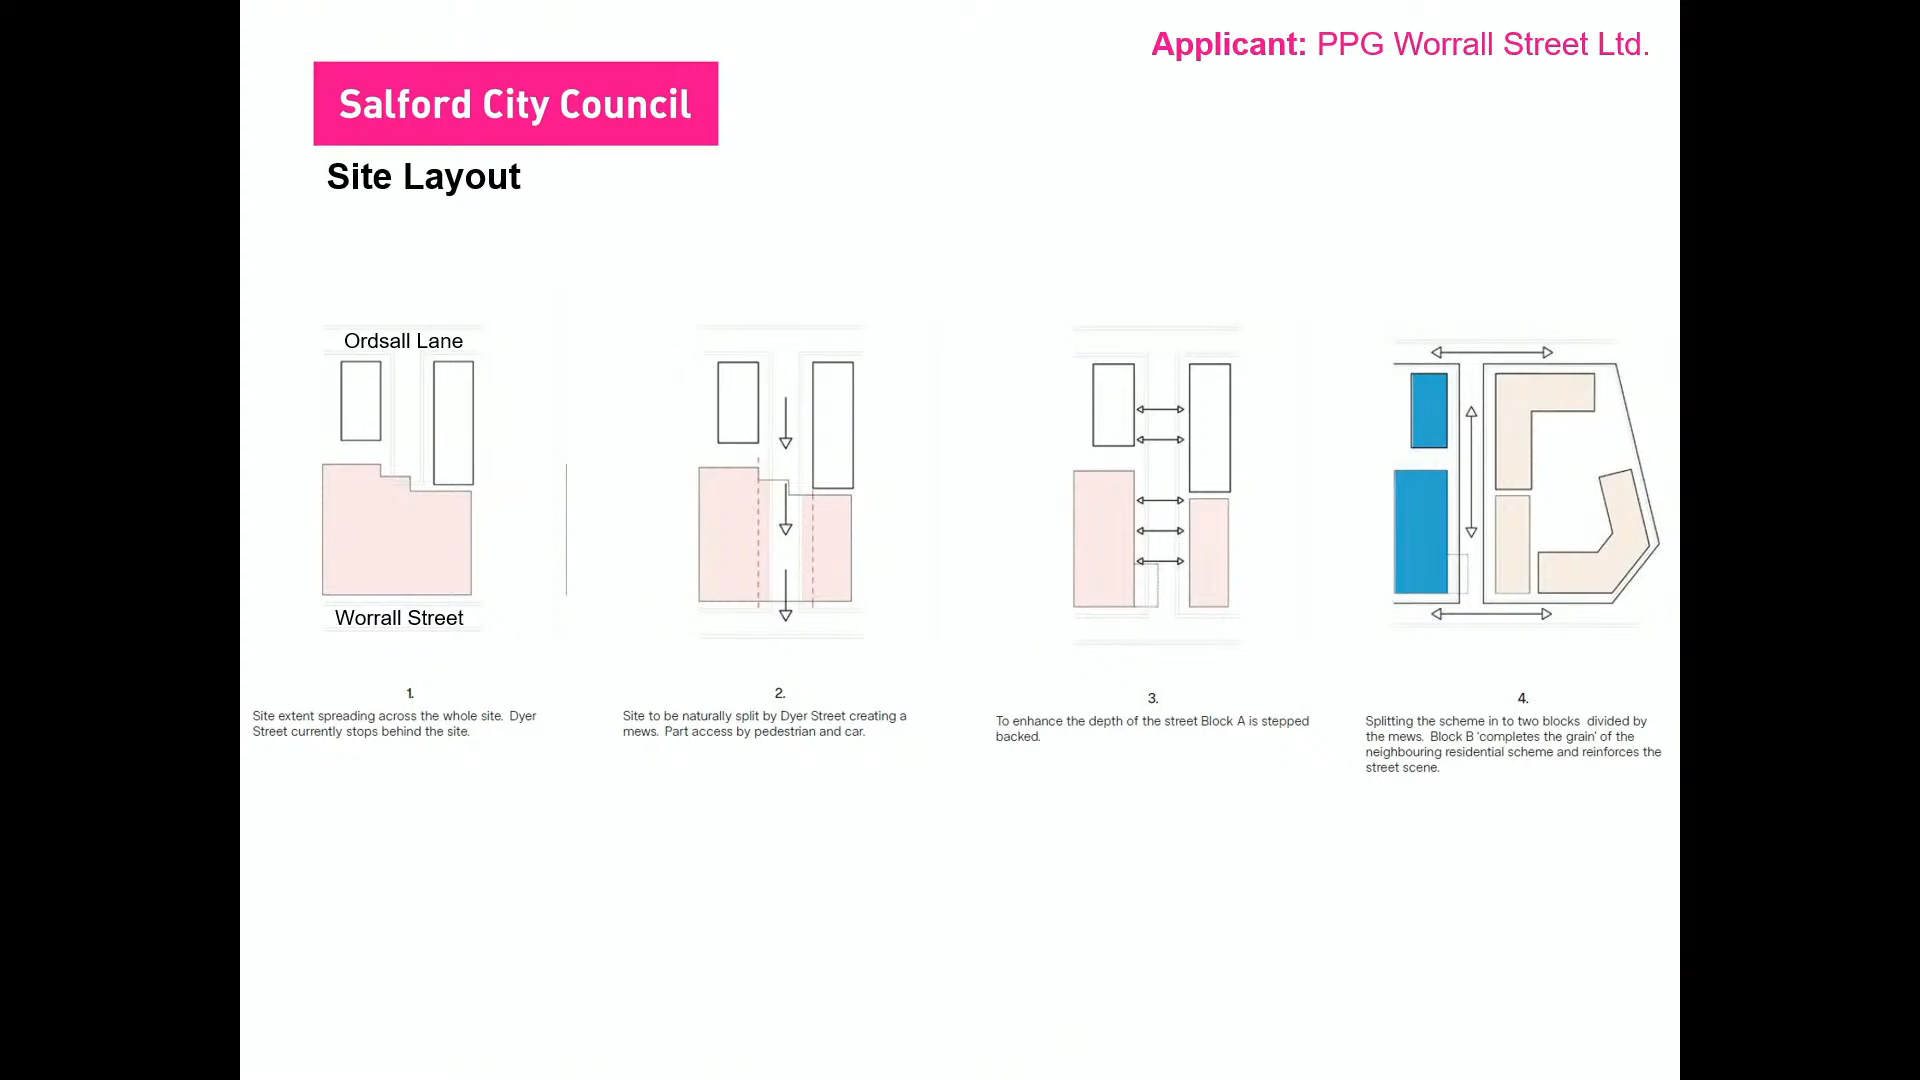 Applicant: PPG Worrall Street Ltd.
Salford City Council
Site Layout
Ordsall Lane
Worrall Street
1.
Site extent spreading across the whole site. Dyer
Street currently stops behind the site.
2.
Site to be naturally split by Dyer Street creating a
mews. Part access by pedestrian and car.
3.
To enhance the depth of the street Block A is stepped
backed.
4.
Splitting the scheme in to two blocks divided by
the mews. Block B ‘completes the grain’ of the
neighbouring residential scheme and reinforces the
street scene.